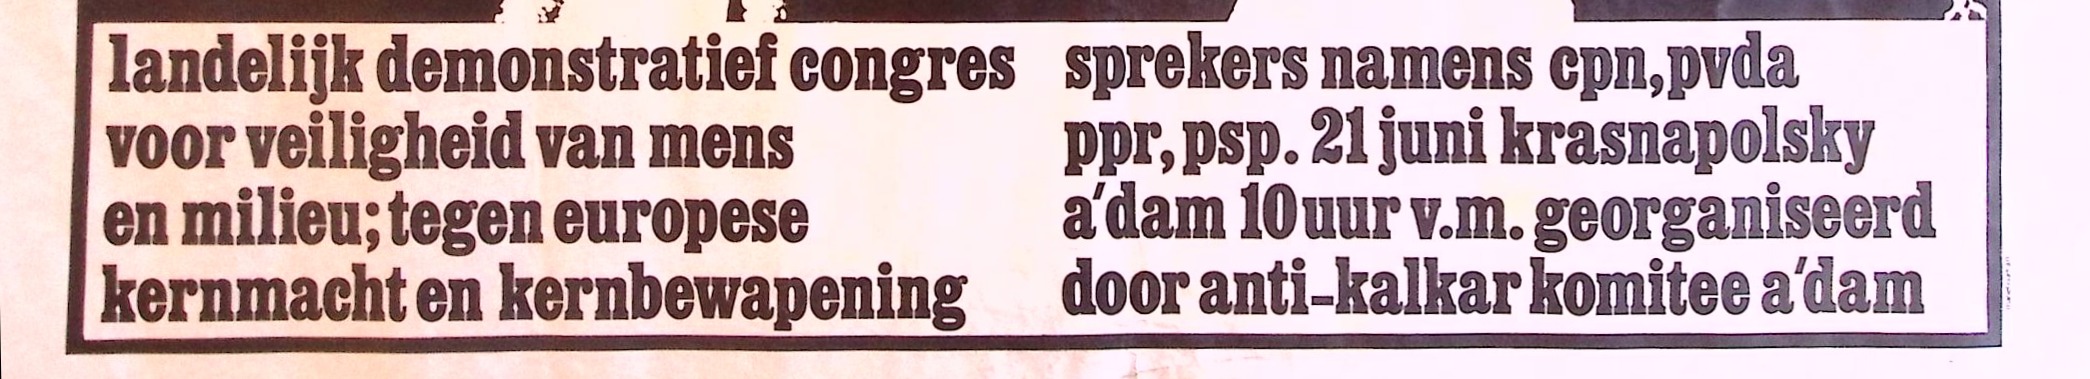 landelijk demonstratief congres
voor veiligheid van mens
en milieu; tegen europese
kernmacht en kernbewapening
sprekers namens cpn, pvda
ppr, psp. 21 juni krasnapolsky
a'dam 10 uur v.m. georganiseerd
door anti-kalkar komitee a'dam